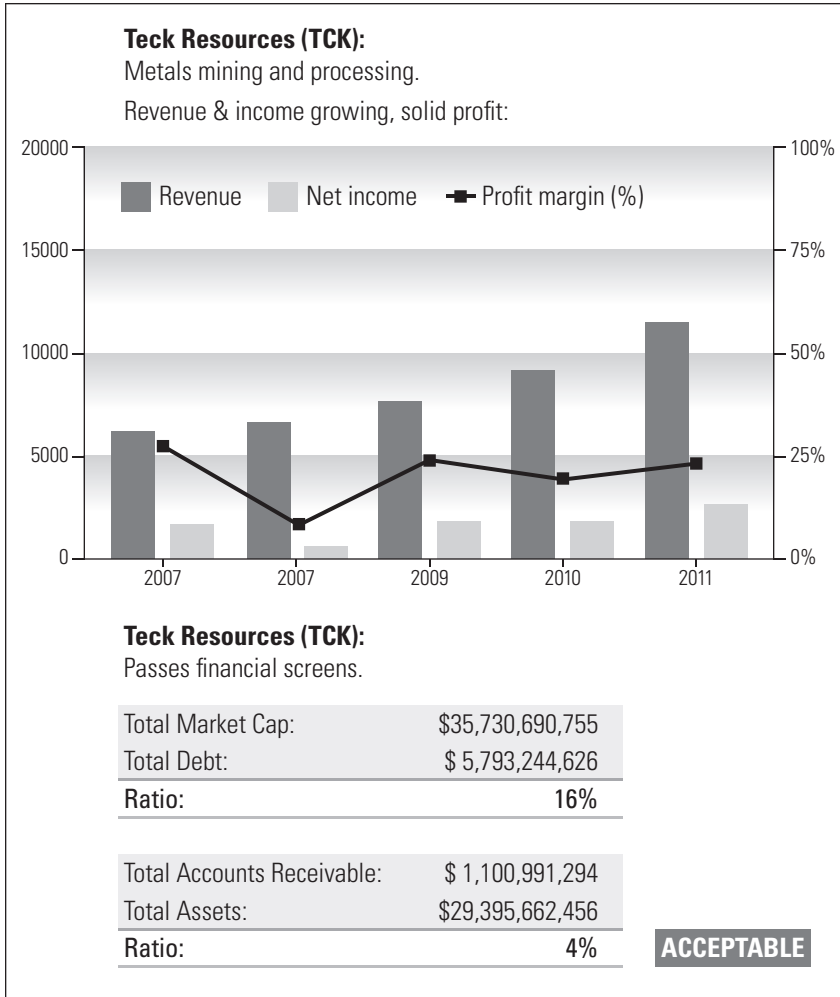 Teck Resources (TCK):
Metals mining and processing.
Revenue & income growing, solid profit:
20000
100%
Revenue Net income Profit margin (%)
15000
75%
10000
50%
5000
25%
0
0%
2007 2007 2009 2010 2011
Teck Resources (TCK):
Passes financial screens.
Total Market Cap: $35,730,690,755
Total Debt: $ 5,793,244,626
Ratio: 16%
Total Accounts Receivable: $ 1,100,991,294
Total Assets: $29,395,662,456
Ratio: 4%
ACCEPTABLE